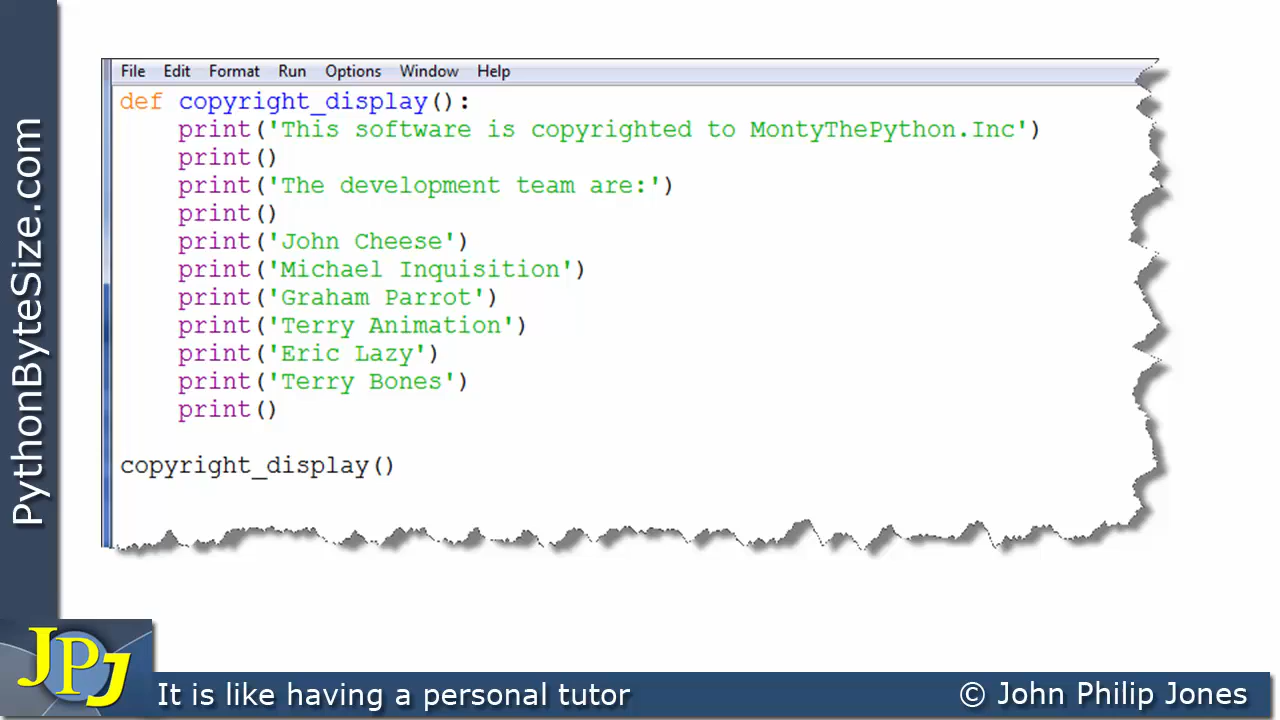 PythonByteSize.com
File Edit Format Run Options Window Help
def copyright_display():
    print('This software is copyrighted to MontyThePython.Inc')
    print()
    print('The development team are:')
    print()
    print('John Cheese')
    print('Michael Inquisition')
    print('Graham Parrot')
    print('Terry Animation')
    print('Eric Lazy')
    print('Terry Bones')
    print()
copyright_display()
JPJ
It is like having a personal tutor
© John Philip Jones